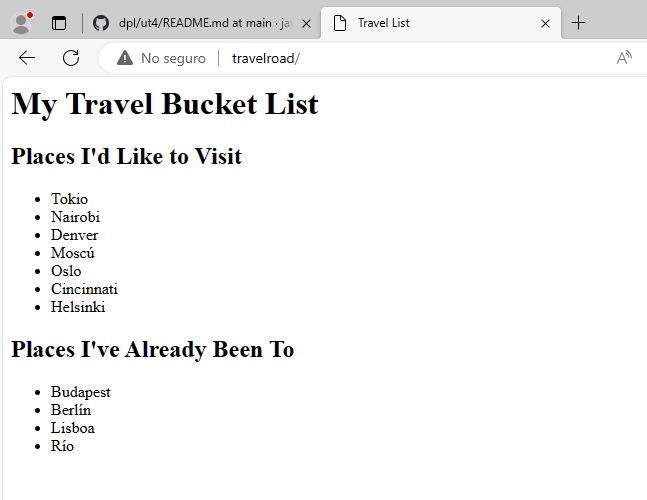 dpl/ut4/README.md at main · jav
Travel List
No seguro
travelroad/
My Travel Bucket List
Places I'd Like to Visit
Tokio
Nairobi
Denver
Moscú
Oslo
Cincinnati
Helsinki
Places I've Already Been To
Budapest
Berlín
Lisboa
Río